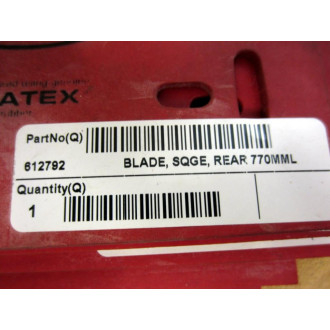 ATEX
PartNo(Q)
612792 BLADE, SQGE, REAR 770MML
Quantity(Q)
1